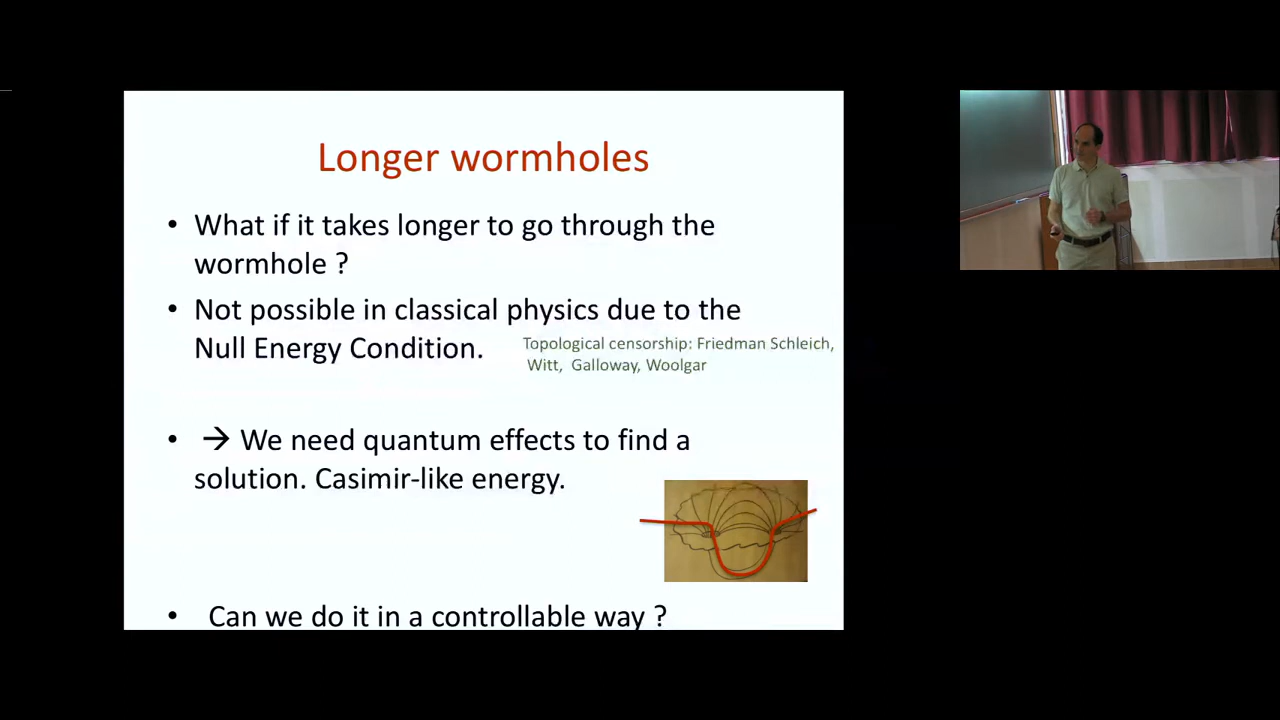 Longer wormholes
• What if it takes longer to go through the
wormhole ?
• Not possible in classical physics due to the
Null Energy Condition.
Topological censorship: Friedman Schleich,
Witt, Galloway, Woolgar
• → We need quantum effects to find a
solution. Casimir-like energy.
• Can we do it in a controllable way ?